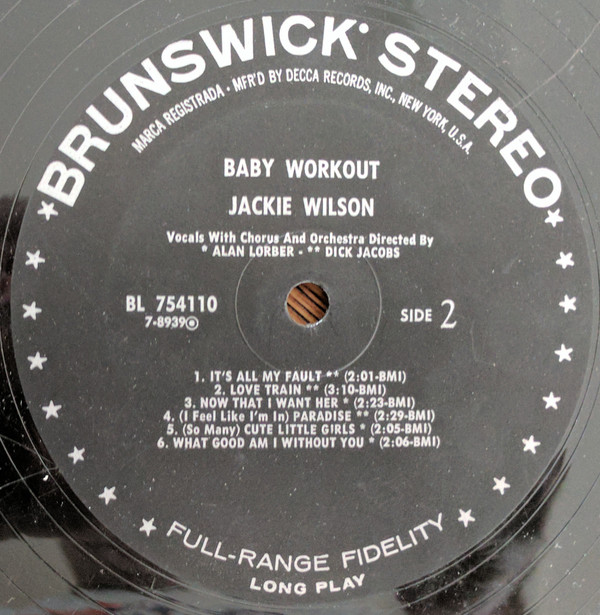 BRUNSWICK® STEREO
MARCA REGISTRADA • MFR'D BY DECCA RECORDS, INC., NEW YORK, U.S.A.
BABY WORKOUT
JACKIE WILSON
Vocals With Chorus And Orchestra Directed By
* ALAN LORBER - ** DICK JACOBS
BL 754110
7-8939
SIDE 2
1. IT'S ALL MY FAULT ** (2:01-BMI)
2. LOVE TRAIN ** (3:10-BMI)
3. NOW THAT I WANT HER * (2:23-BMI)
4. (I Feel Like I'm In) PARADISE ** (2:29-BMI)
5. (So Many) CUTE LITTLE GIRLS * (2:05-BMI)
6. WHAT GOOD AM I WITHOUT YOU * (2:06-BMI)
FULL-RANGE FIDELITY
LONG PLAY